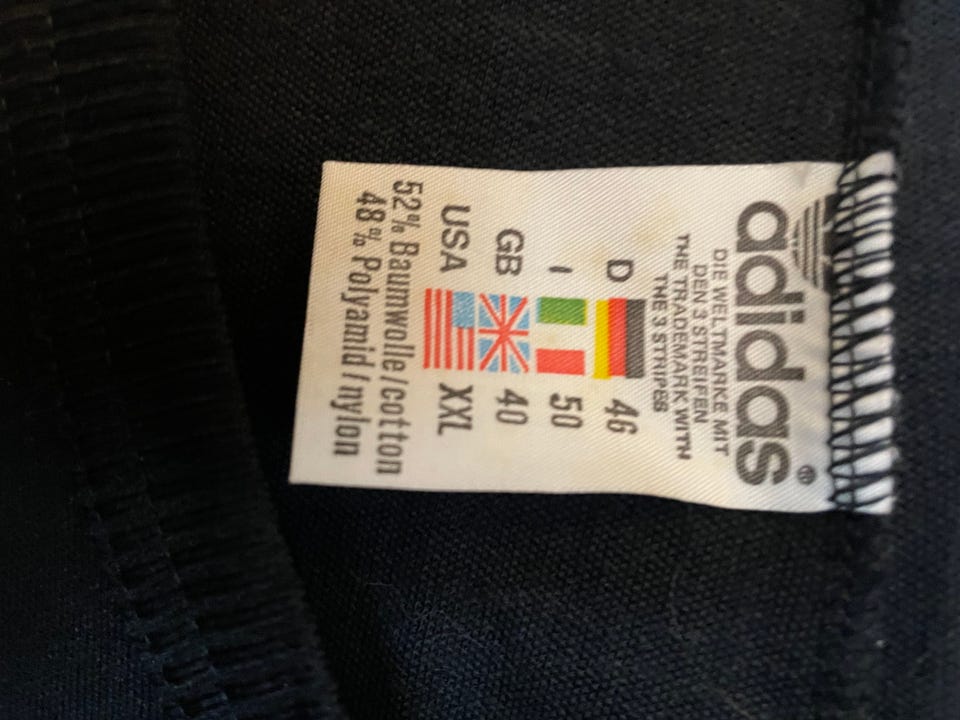 adidas®
DIE WELTMARKE MIT
DEN 3 STREIFEN
THE TRADEMARK WITH
THE 3 STRIPES
D 46
I 50
GB 40
USA XXL
52% Baumwolle/cotton
48% Polyamid/nylon